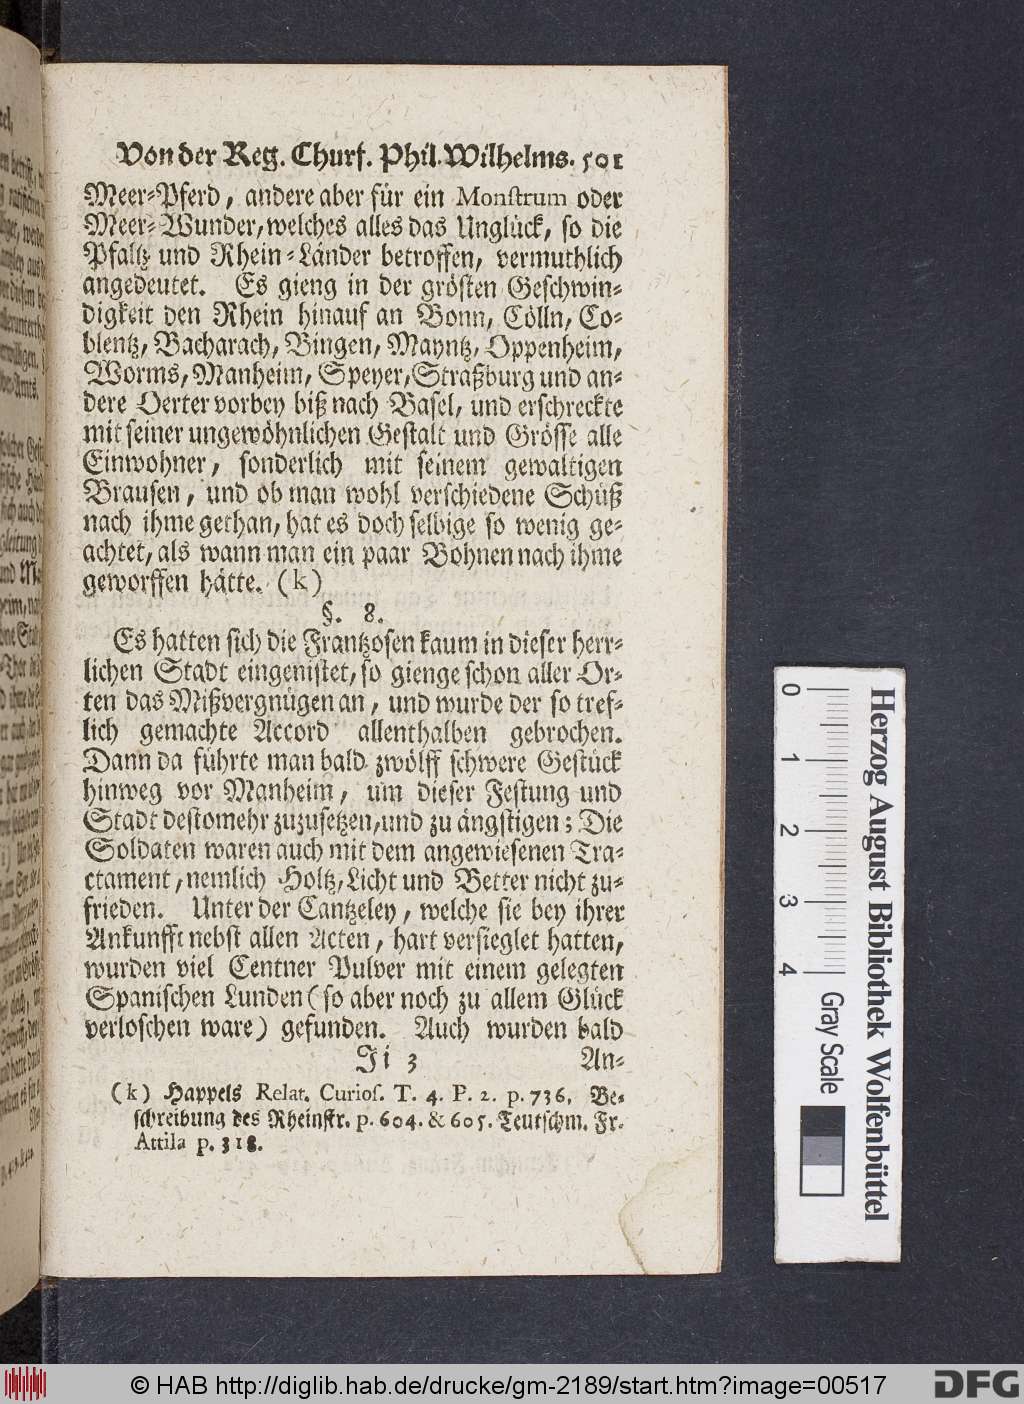 Von der Reg. Churf. Phil. Wilhelms. 501
Meer-Pferd, andere aber für ein Monstrum oder
Meer-Wunder, welches alles das Unglück, so die
Pfaltz und Rhein-Länder betroffen, vermuthlich
angedeutet. Es gieng in der grösten Geschwin-
digkeit den Rhein hinauf an Bonn, Cölln, Co-
blentz, Bacharach, Bingen, Mayntz, Oppenheim,
Worms, Manheim, Speyer, Straßburg und an-
dere Oerter vorbey biß nach Basel, und erschreckte
mit seiner ungewöhnlichen Gestalt und Grösse alle
Einwohner, sonderlich mit seinem gewaltigen
Brausen, und ob man wohl verschiedene Schüß
nach ihme gethan, hat es doch selbige so wenig ge-
achtet, als wann man ein paar Bohnen nach ihme
geworffen hätte. (k)
§. 8.
Es hatten sich die Frantzosen kaum in dieser herr-
lichen Stadt eingenistet, so gienge schon aller Or-
ten das Mißvergnügen an, und wurde der so tref-
lich gemachte Accord allenthalben gebrochen.
Dann da führte man bald zwölff schwere Gestück
hinweg vor Manheim, um dieser Festung und
Stadt destomehr zuzusetzen, und zu ängstigen; Die
Soldaten waren auch mit dem angewiesenen Tra-
ctament, nemlich Holtz, Licht und Better nicht zu-
frieden. Unter der Cantzeley, welche sie bey ihrer
Ankunfft nebst allen Acten, hart versieglet hatten,
wurden viel Centner Pulver mit einem gelegten
Spanischen Lunden (so aber noch zu allem Glück
verloschen ware) gefunden. Auch wurden bald
Ji 3 An-
(k) Happels Relat. Curios. T. 4. P. 2. p. 736. Be-
schreibung des Rheinstr. p. 604. & 605. Teutschm. Fr.
Attila p. 318.
0 1 2 3 4 Gray Scale
Herzog August Bibliothek Wolfenbüttel
© HAB http://diglib.hab.de/drucke/gm-2189/start.htm?image=00517
DFG